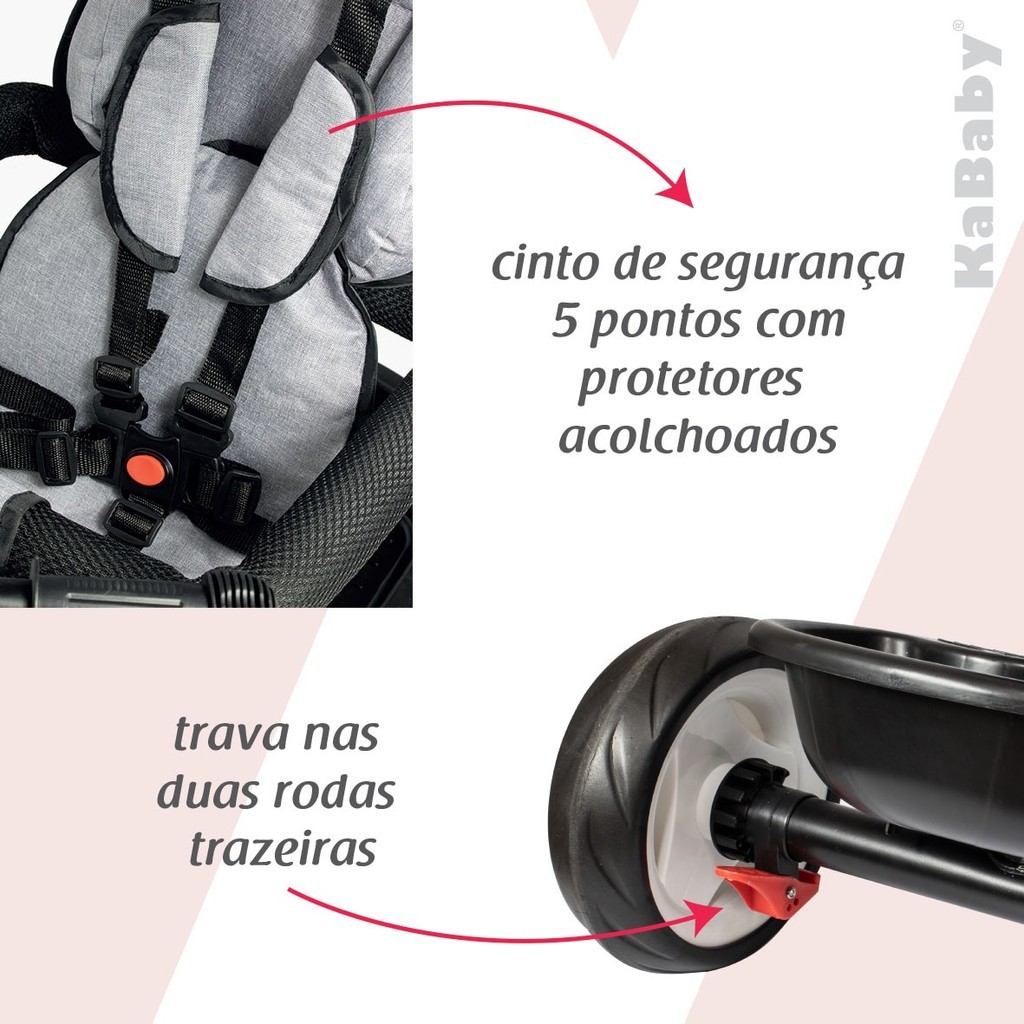 KaBaby®
cinto de segurança
5 pontos com
protetores
acolchoados
trava nas
duas rodas
trazeiras